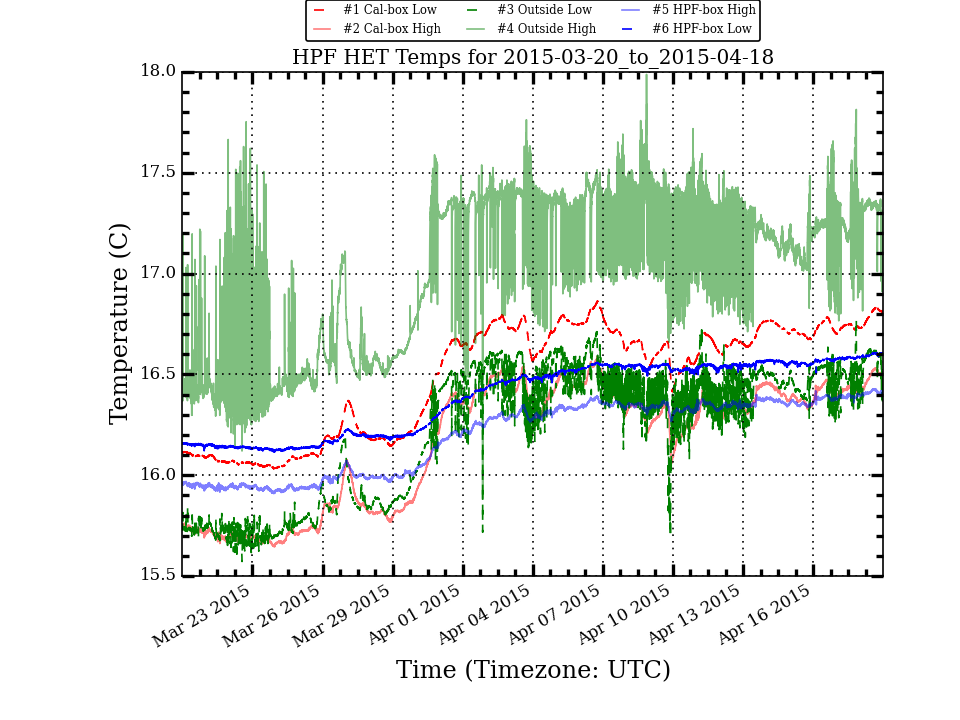 #1 Cal-box Low #3 Outside Low #5 HPF-box High
#2 Cal-box High #4 Outside High #6 HPF-box Low
HPF HET Temps for 2015-03-20_to_2015-04-18
18.0
17.5
17.0
16.5
16.0
15.5
Temperature (C)
Mar 23 2015 Mar 26 2015 Mar 29 2015 Apr 01 2015 Apr 04 2015 Apr 07 2015 Apr 10 2015 Apr 13 2015 Apr 16 2015
Time (Timezone: UTC)